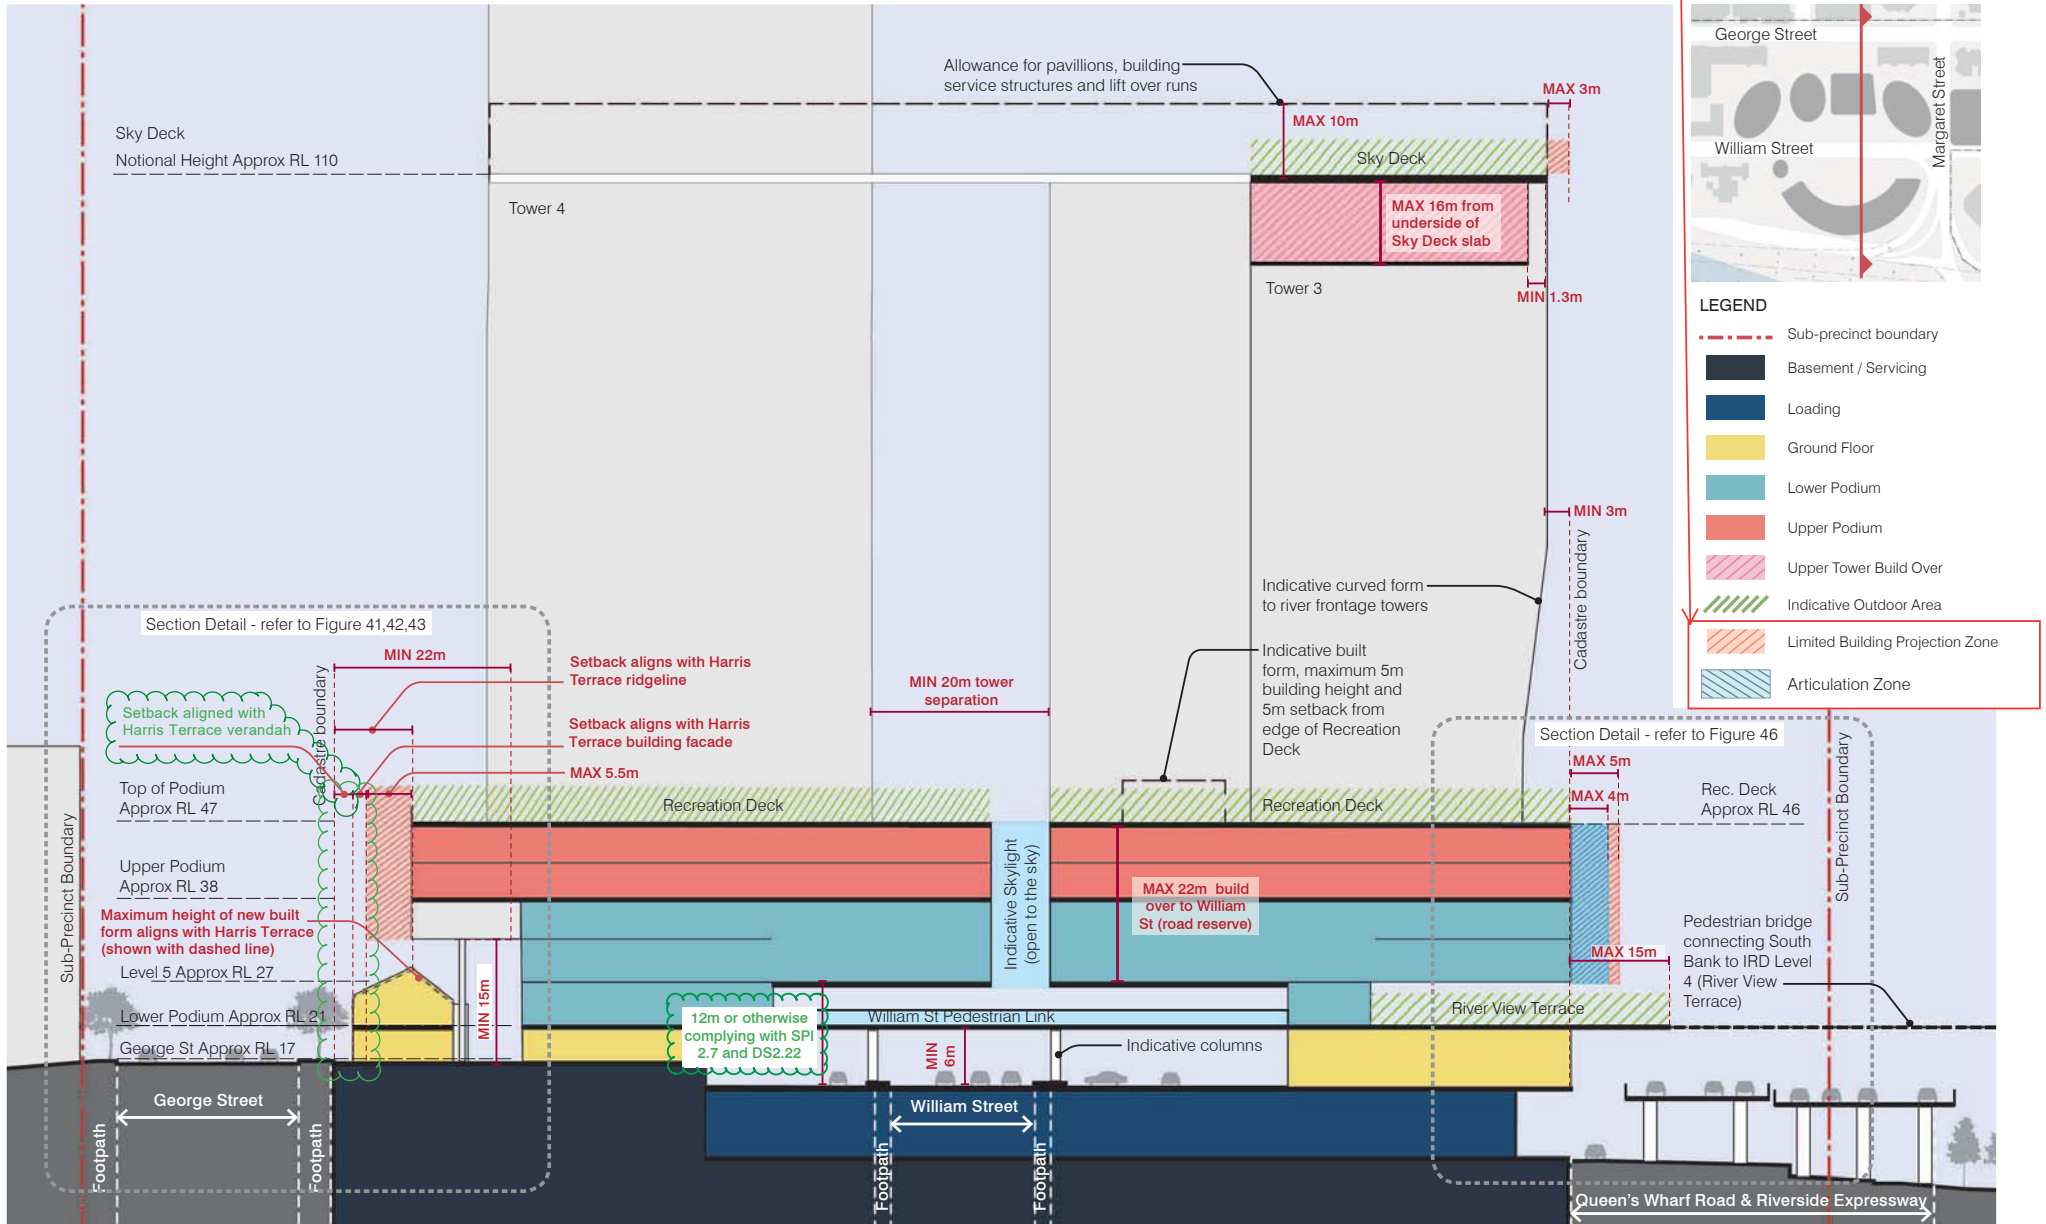 Allowance for pavillions, building
service structures and lift over runs
MAX 3m
MAX 10m
Sky Deck
Notional Height Approx RL 110
Sky Deck
Tower 4
MAX 16m from
underside of
Sky Deck slab
Tower 3
MIN 1.3m
MIN 3m
Cadastre boundary
Indicative curved form
to river frontage towers
Indicative built
form, maximum 5m
building height and
5m setback from
edge of Recreation
Deck
Section Detail - refer to Figure 41,42,43
MIN 22m
Cadastre boundary
Setback aligns with Harris
Terrace ridgeline
Setback aligned with
Harris Terrace verandah
Setback aligns with Harris
Terrace building facade
MAX 5.5m
MIN 20m tower
separation
Section Detail - refer to Figure 46
MAX 5m
MAX 4m
Rec. Deck
Approx RL 46
Sub-Precinct Boundary
Top of Podium
Approx RL 47
Recreation Deck
Recreation Deck
Sub-Precinct Boundary
Upper Podium
Approx RL 38
Indicative Skylight
(open to the sky)
MAX 22m build
over to William
St (road reserve)
Maximum height of new built
form aligns with Harris Terrace
(shown with dashed line)
Pedestrian bridge
connecting South
Bank to IRD Level
4 (River View
Terrace)
MAX 15m
Level 5 Approx RL 27
MIN 15m
Lower Podium Approx RL 21
12m or otherwise
complying with SPI
2.7 and DS2.22
William St Pedestrian Link
River View Terrace
George St Approx RL 17
MIN
6m
Indicative columns
George Street
William Street
Footpath
Footpath
Footpath
Footpath
Queen's Wharf Road & Riverside Expressway
George Street
William Street
Margaret Street
LEGEND
Sub-precinct boundary
Basement / Servicing
Loading
Ground Floor
Lower Podium
Upper Podium
Upper Tower Build Over
Indicative Outdoor Area
Limited Building Projection Zone
Articulation Zone